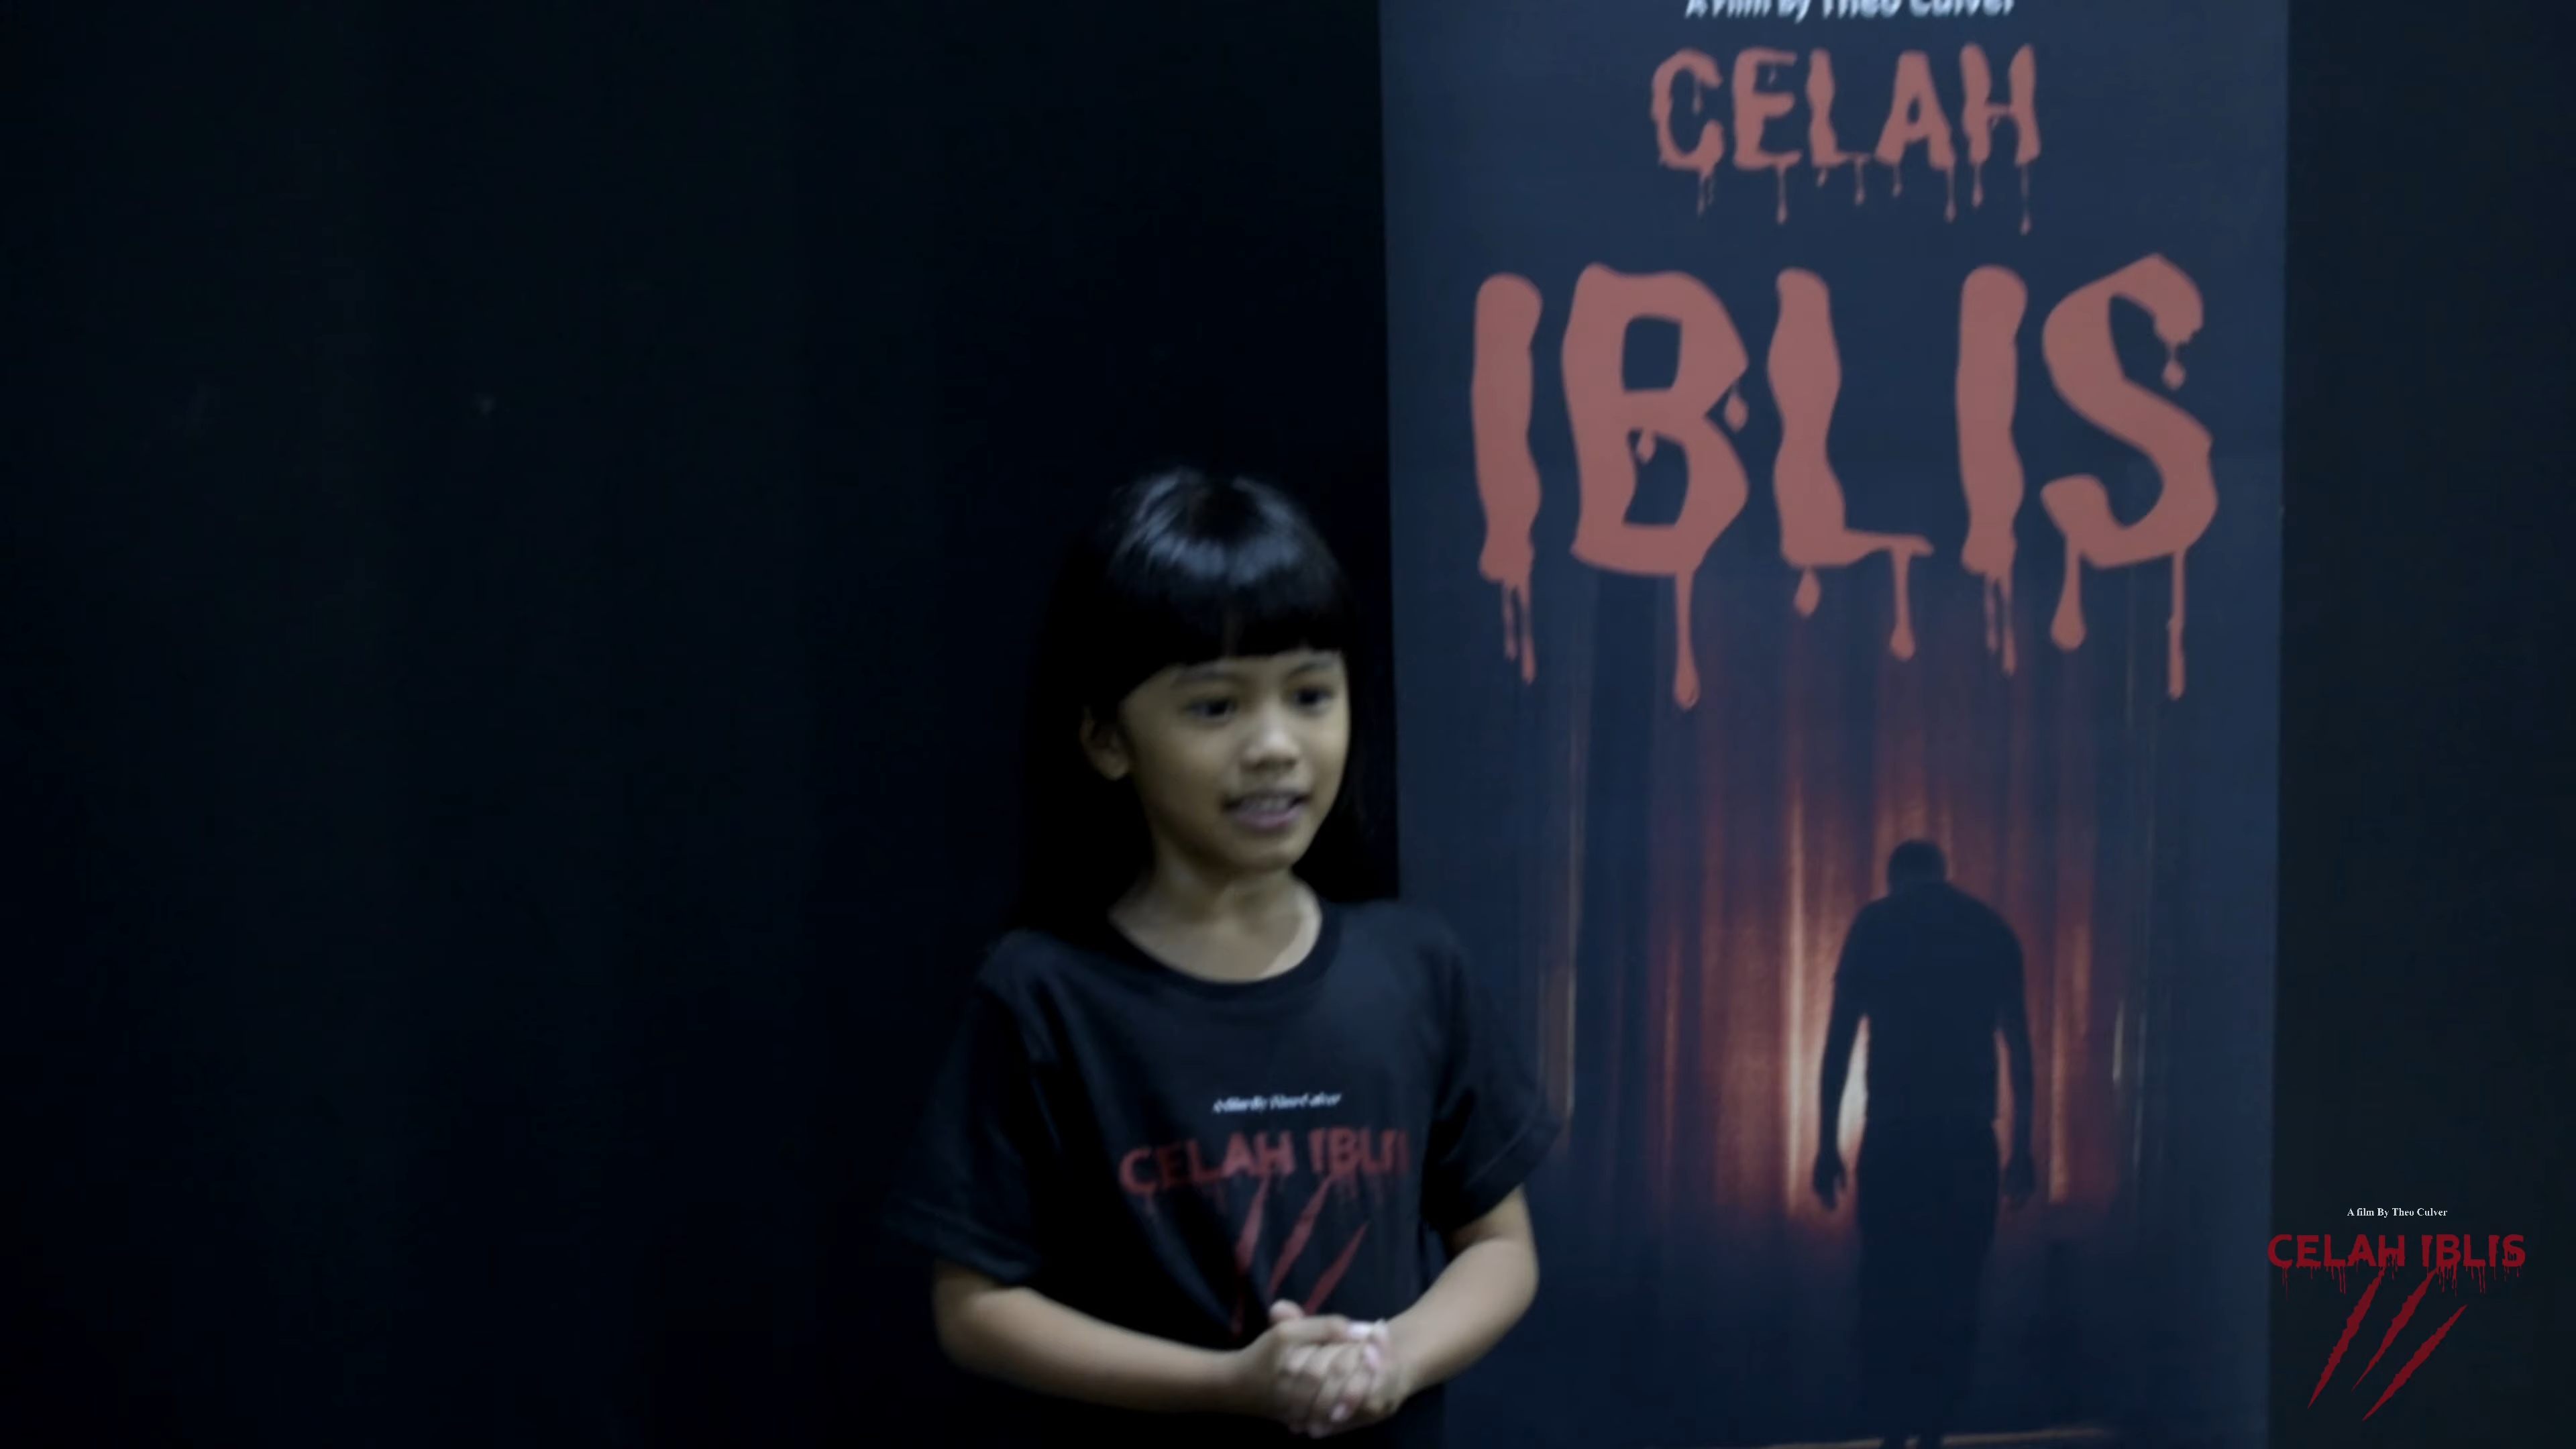 A Film By Theo Culver
CELAH
IBLIS
CELAH IBLIS
A film By Theo Culver
CELAH IBLIS